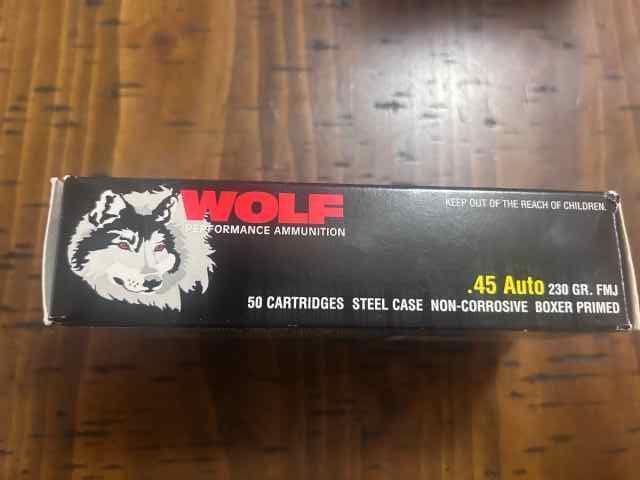 WOLF
PERFORMANCE AMMUNITION
KEEP OUT OF THE REACH OF CHILDREN.
.45 Auto 230 GR. FMJ
50 CARTRIDGES STEEL CASE NON-CORROSIVE BOXER PRIMED